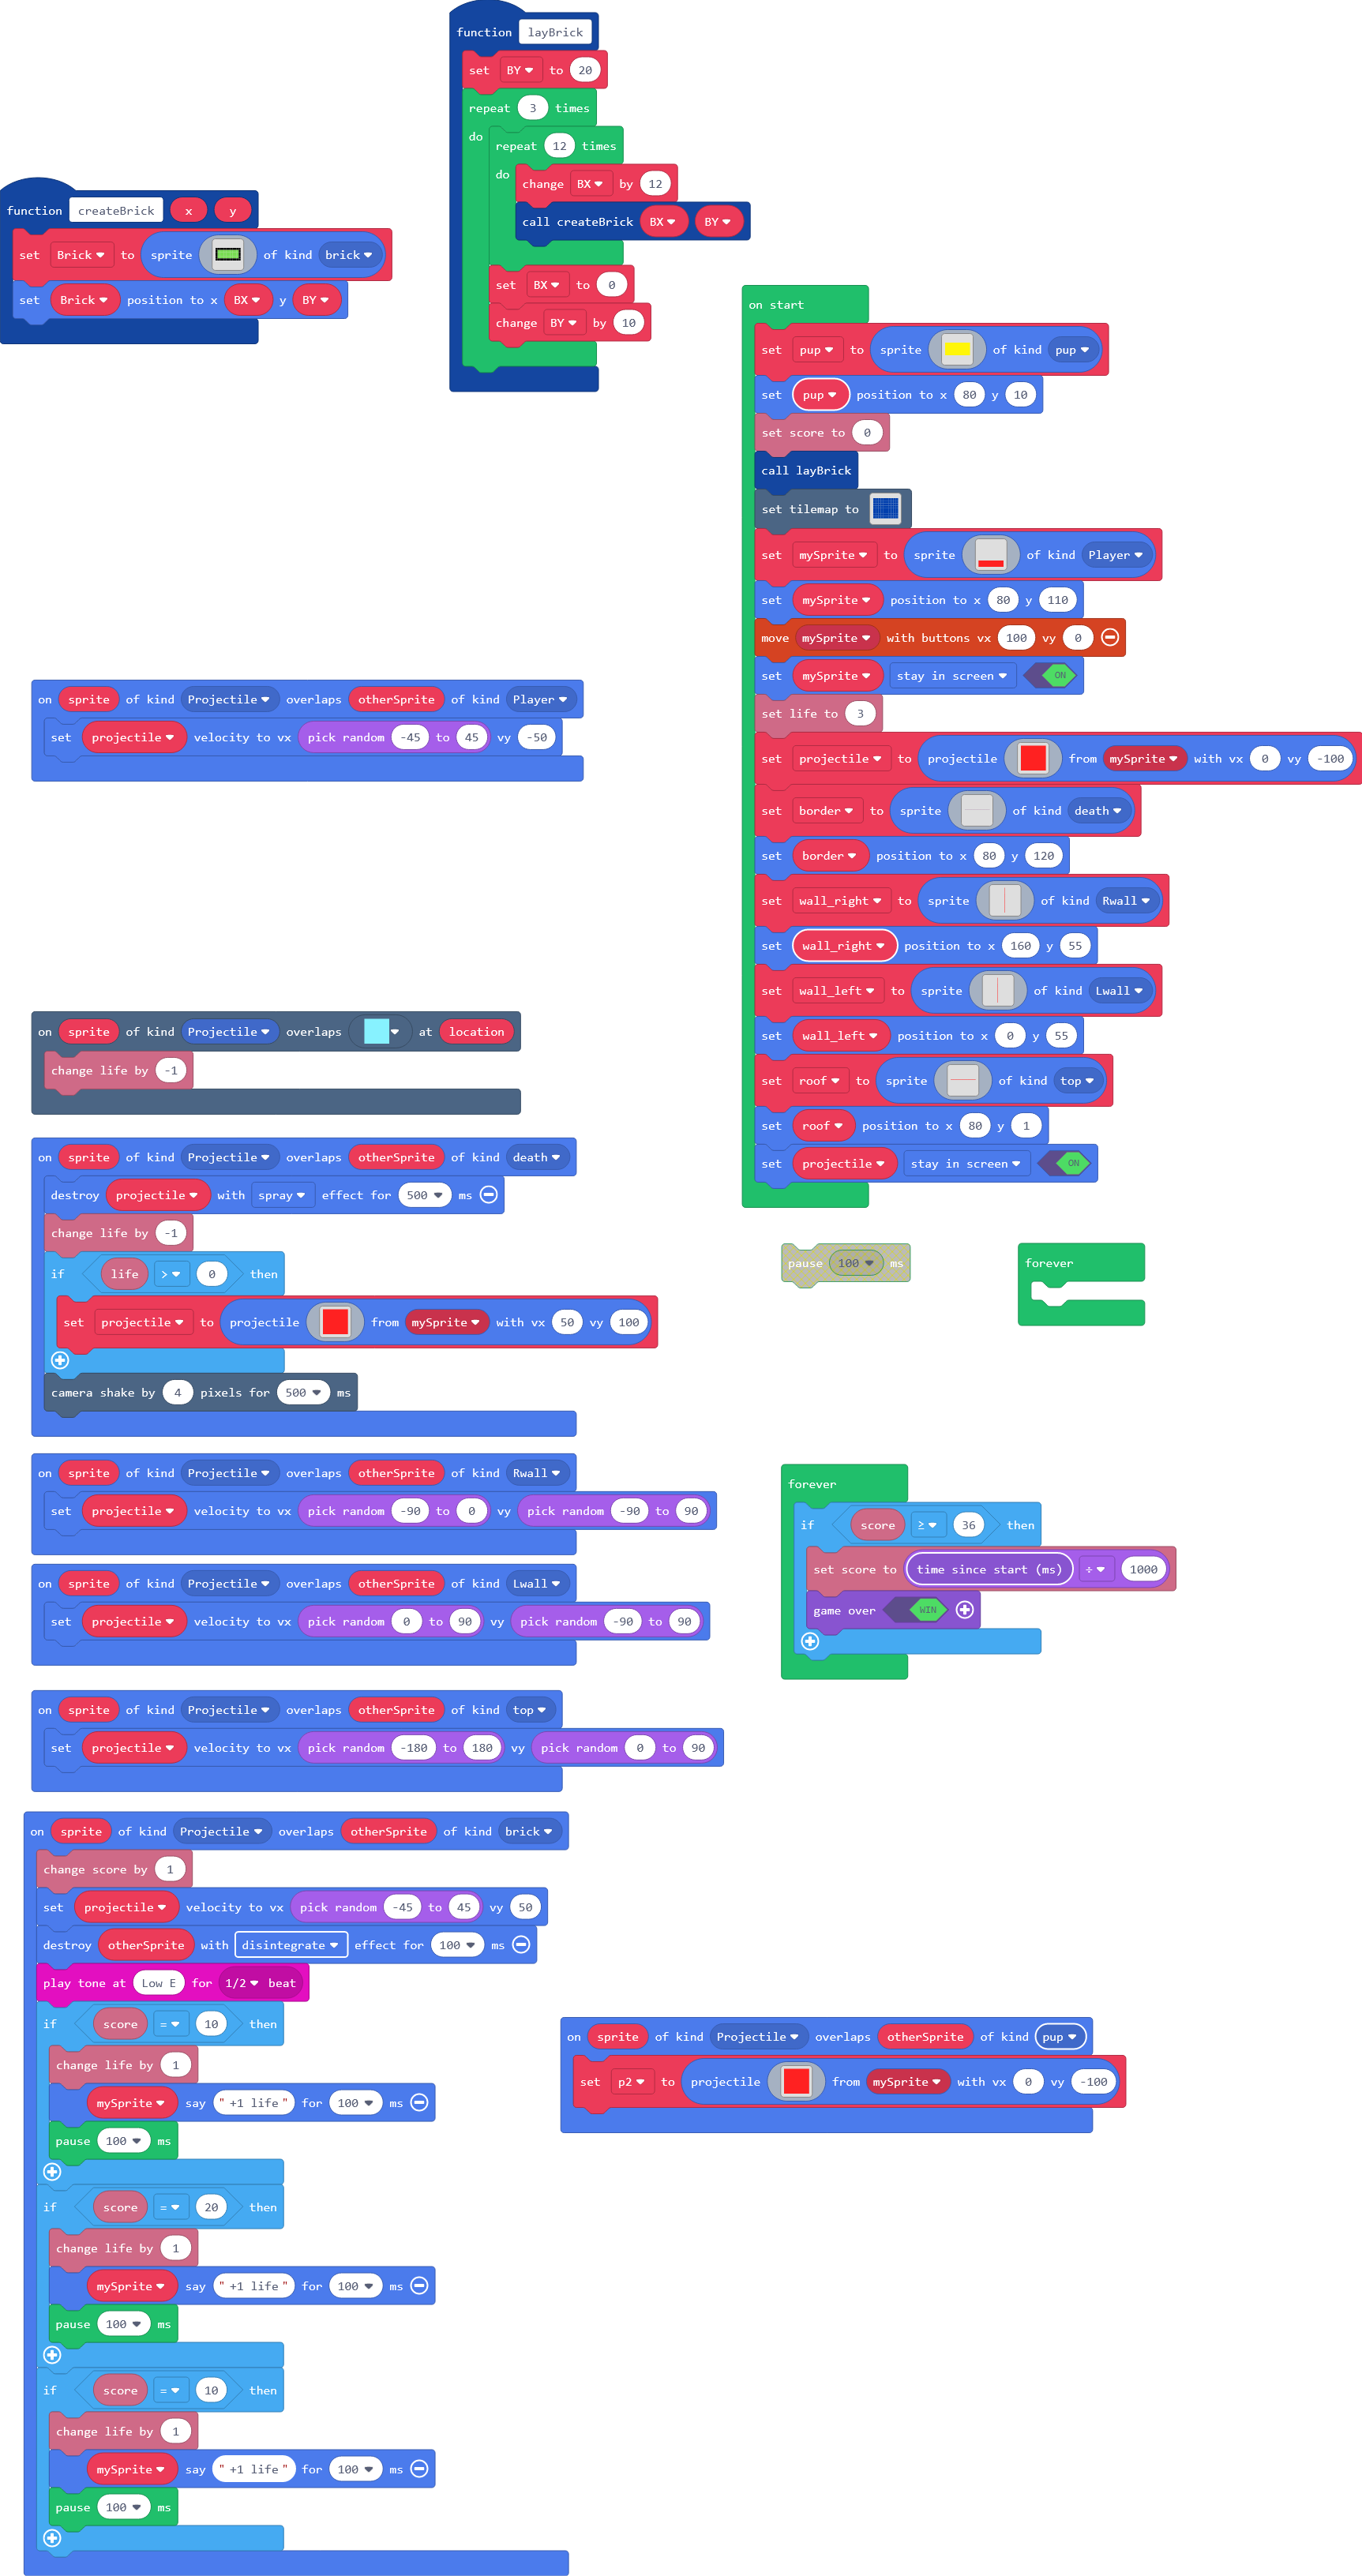 function layBrick
set BY to 20
repeat 3 times
do
repeat 12 times
do
change BX by 12
call createBrick BX BY
set BX to 0
change BY by 10
function createBrick x y
set Brick to sprite of kind brick
set Brick position to x BX y BY
on start
set pup to sprite of kind pup
set pup position to x 80 y 10
set score to 0
call layBrick
set tilemap to
set mySprite to sprite of kind Player
set mySprite position to x 80 y 110
move mySprite with buttons vx 100 vy 0
set mySprite stay in screen ON
set life to 3
set projectile to projectile from mySprite with vx 0 vy -100
set border to sprite of kind death
set border position to x 80 y 120
set wall_right to sprite of kind Rwall
set wall_right position to x 160 y 55
set wall_left to sprite of kind Lwall
set wall_left position to x 0 y 55
set roof to sprite of kind top
set roof position to x 80 y 1
set projectile stay in screen ON
on sprite of kind Projectile overlaps otherSprite of kind Player
set projectile velocity to vx pick random -45 to 45 vy -50
on sprite of kind Projectile overlaps at location
change life by -1
on sprite of kind Projectile overlaps otherSprite of kind death
destroy projectile with spray effect for 500 ms
change life by -1
if life > 0 then
set projectile to projectile from mySprite with vx 50 vy 100
camera shake by 4 pixels for 500 ms
pause 100 ms
forever
on sprite of kind Projectile overlaps otherSprite of kind Rwall
set projectile velocity to vx pick random -90 to 0 vy pick random -90 to 90
on sprite of kind Projectile overlaps otherSprite of kind Lwall
set projectile velocity to vx pick random 0 to 90 vy pick random -90 to 90
forever
if score ≥ 36 then
set score to time since start (ms) ÷ 1000
game over WIN
on sprite of kind Projectile overlaps otherSprite of kind top
set projectile velocity to vx pick random -180 to 180 vy pick random 0 to 90
on sprite of kind Projectile overlaps otherSprite of kind brick
change score by 1
set projectile velocity to vx pick random -45 to 45 vy 50
destroy otherSprite with disintegrate effect for 100 ms
play tone at Low E for 1/2 beat
if score = 10 then
change life by 1
mySprite say "+1 life" for 100 ms
pause 100 ms
if score = 20 then
change life by 1
mySprite say "+1 life" for 100 ms
pause 100 ms
if score = 10 then
change life by 1
mySprite say "+1 life" for 100 ms
pause 100 ms
on sprite of kind Projectile overlaps otherSprite of kind pup
set p2 to projectile from mySprite with vx 0 vy -100